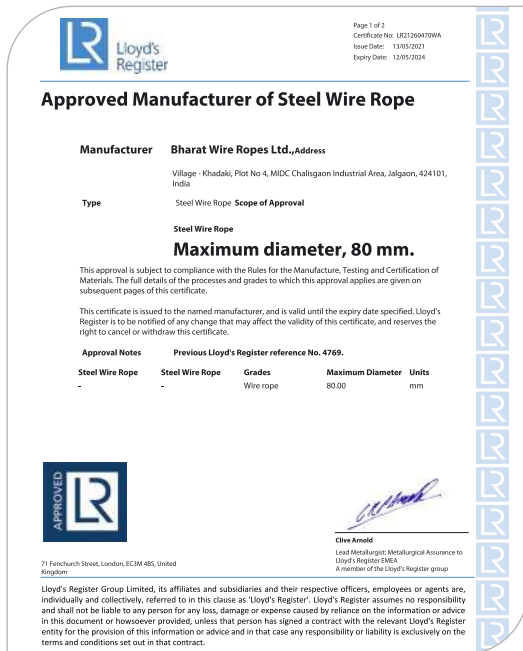 Page 1 of 2
Certificate No: LR21260470WA
Issue Date: 13/05/2021
Expiry Date: 12/05/2024
LR
Lloyd's
Register
Approved Manufacturer of Steel Wire Rope
Manufacturer Bharat Wire Ropes Ltd.,Address
Village - Khadaki, Plot No 4, MIDC Chalisgaon Industrial Area, Jalgaon, 424101,
India
Type Steel Wire Rope Scope of Approval
Steel Wire Rope
Maximum diameter, 80 mm.
This approval is subject to compliance with the Rules for the Manufacture, Testing and Certification of
Materials. The full details of the processes and grades to which this approval applies are given on
subsequent pages of this certificate.
This certificate is issued to the named manufacturer, and is valid until the expiry date specified. Lloyd's
Register is to be notified of any change that may affect the validity of this certificate, and reserves the
right to cancel or withdraw this certificate.
Approval Notes Previous Lloyd's Register reference No. 4769.
Steel Wire Rope Steel Wire Rope Grades Maximum Diameter Units
- - Wire rope 80.00 mm
APPROVED LR
Clive Arnold
Lead Metallurgist: Metallurgical Assurance to
Lloyd's Register EMEA
A member of the Lloyd's Register group
71 Fenchurch Street, London, EC3M 4BS, United
Kingdom
Lloyd's Register Group Limited, its affiliates and subsidiaries and their respective officers, employees or agents are,
individually and collectively, referred to in this clause as 'Lloyd's Register'. Lloyd's Register assumes no responsibility
and shall not be liable to any person for any loss, damage or expense caused by reliance on the information or advice
in this document or howsoever provided, unless that person has signed a contract with the relevant Lloyd's Register
entity for the provision of this information or advice and in that case any responsibility or liability is exclusively on the
terms and conditions set out in that contract.